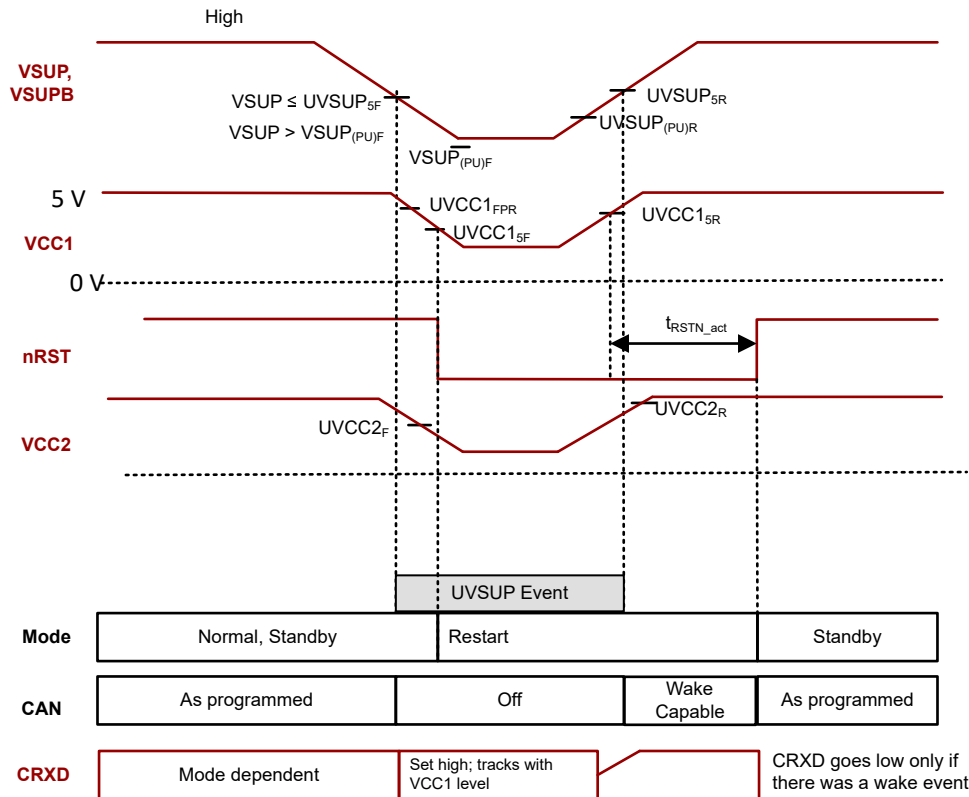 High
VSUP,
VSUPB
VSUP ≤ UVSUP5F
VSUP > VSUP(PU)F
VSUP(PU)F
UVSUP5R
UVSUP(PU)R
5 V
VCC1
0 V
UVCC1FPR
UVCC15F
UVCC15R
nRST
tRSTN_act
VCC2
UVCC2F
UVCC2R
UVSUP Event
Mode
Normal, Standby
Restart
Standby
CAN
As programmed
Off
Wake
Capable
As programmed
CRXD
Mode dependent
Set high; tracks with
VCC1 level
CRXD goes low only if
there was a wake event